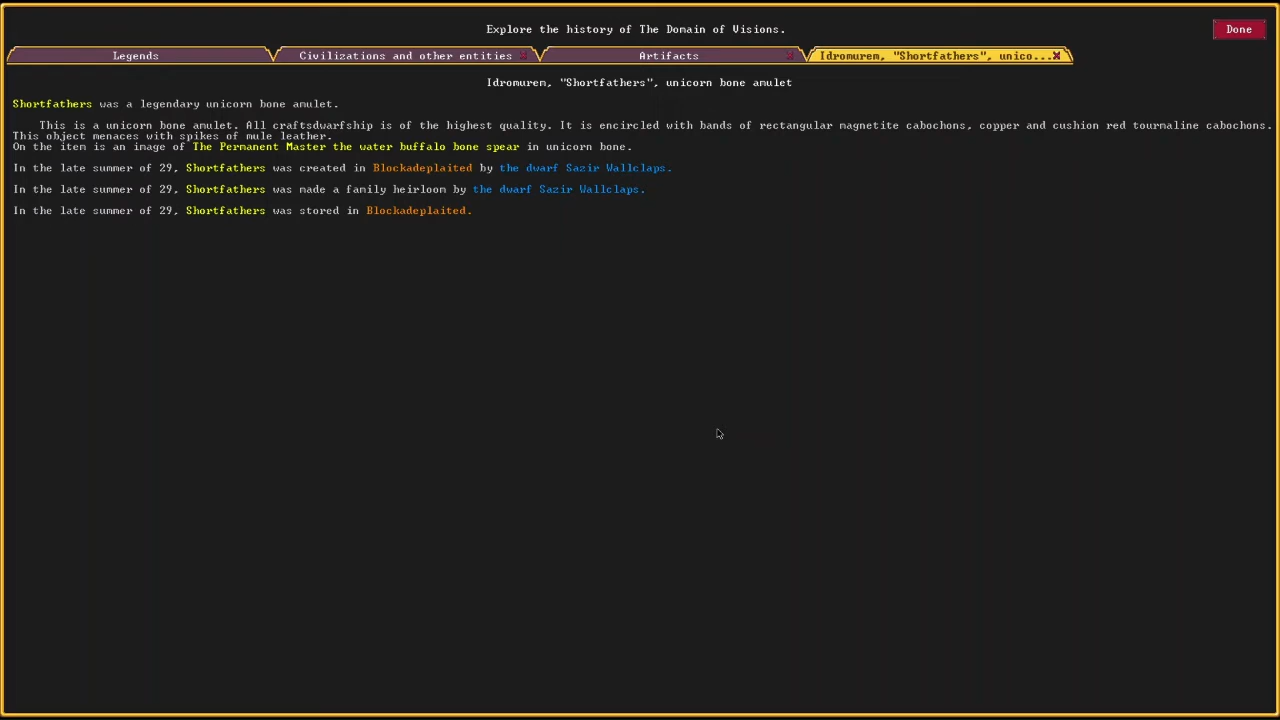 Explore the history of The Domain of Visions.
Done
Legends
Civilizations and other entities
Artifacts
Idromurem, "Shortfathers", unico...
Idromurem, "Shortfathers", unicorn bone amulet
Shortfathers was a legendary unicorn bone amulet.
This is a unicorn bone amulet. All craftsdwarfship is of the highest quality. It is encircled with bands of rectangular magnetite cabochons, copper and cushion red tourmaline cabochons.
This object menaces with spikes of mule leather.
On the item is an image of The Permanent Master the water buffalo bone spear in unicorn bone.
In the late summer of 29, Shortfathers was created in Blockadeplaited by the dwarf Sazir Wallclaps.
In the late summer of 29, Shortfathers was made a family heirloom by the dwarf Sazir Wallclaps.
In the late summer of 29, Shortfathers was stored in Blockadeplaited.